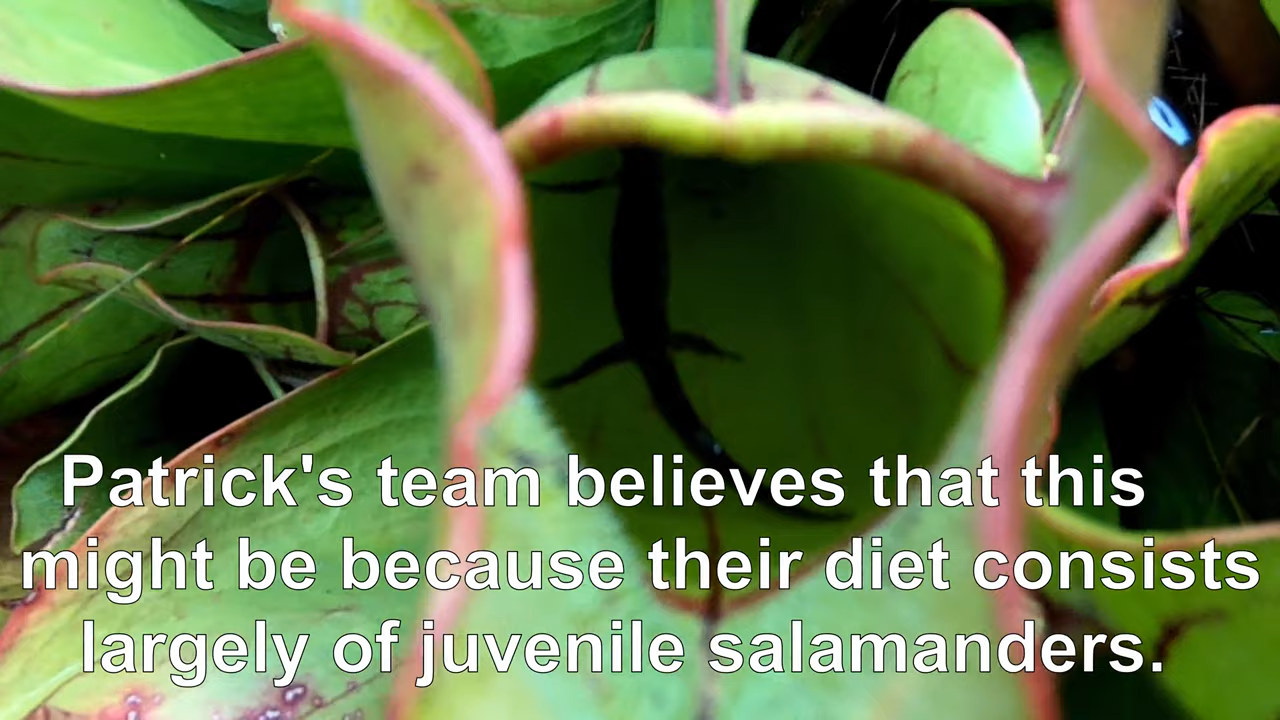 Patrick's team believes that this
might be because their diet consists
largely of juvenile salamanders.